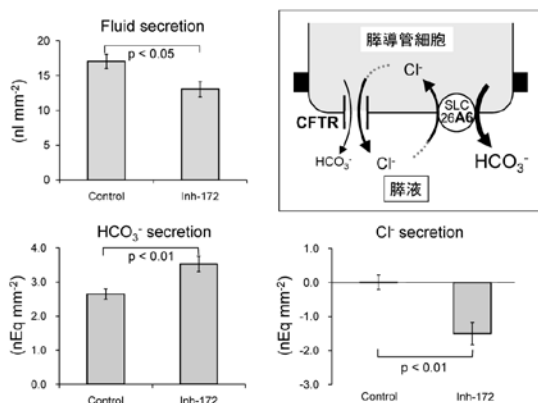 Fluid secretion
20
15
10
5
0
(nl mm⁻²)
p < 0.05
Control
Inh-172
膵導管細胞
Cl⁻
SLC
26A6
CFTR
HCO₃⁻
Cl⁻
HCO₃⁻
膵液
HCO₃⁻ secretion
4.0
3.0
2.0
1.0
0.0
(nEq mm⁻²)
p < 0.01
Control
Inh-172
Cl⁻ secretion
1.0
0.0
-1.0
-2.0
-3.0
(nEq mm⁻²)
p < 0.01
Control
Inh-172